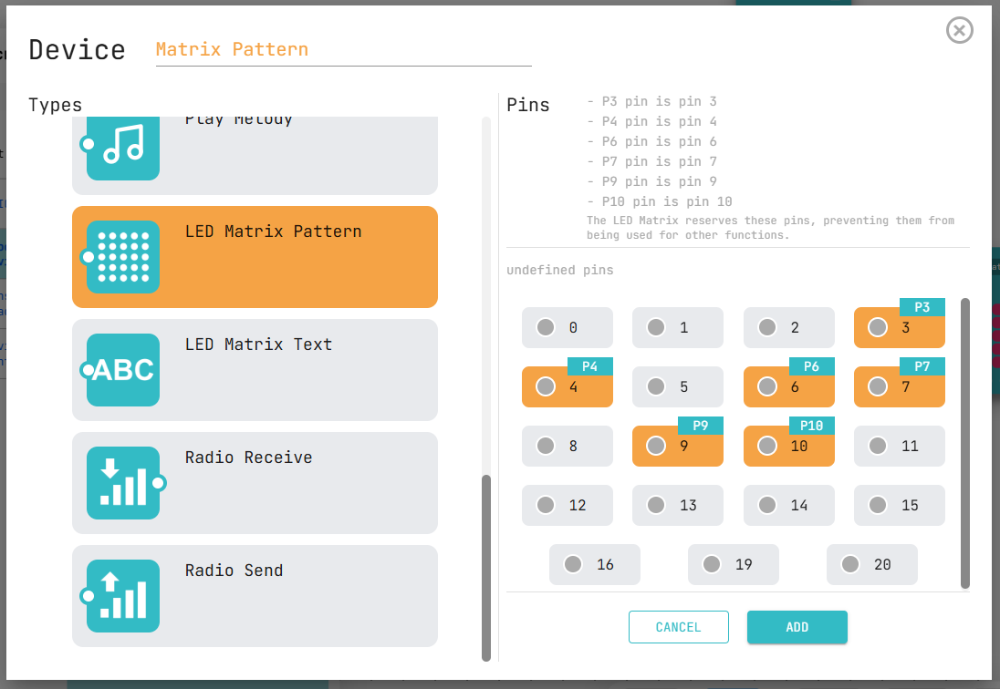 Device
Matrix Pattern
Types
Play Melody
LED Matrix Pattern
LED Matrix Text
ABC
Radio Receive
Radio Send
Pins
- P3 pin is pin 3
- P4 pin is pin 4
- P6 pin is pin 6
- P7 pin is pin 7
- P9 pin is pin 9
- P10 pin is pin 10
The LED Matrix reserves these pins, preventing them from
being used for other functions.
undefined pins
P3
0 1 2 3
P4 P6 P7
4 5 6 7
P9 P10
8 9 10 11
12 13 14 15
16 19 20
CANCEL ADD